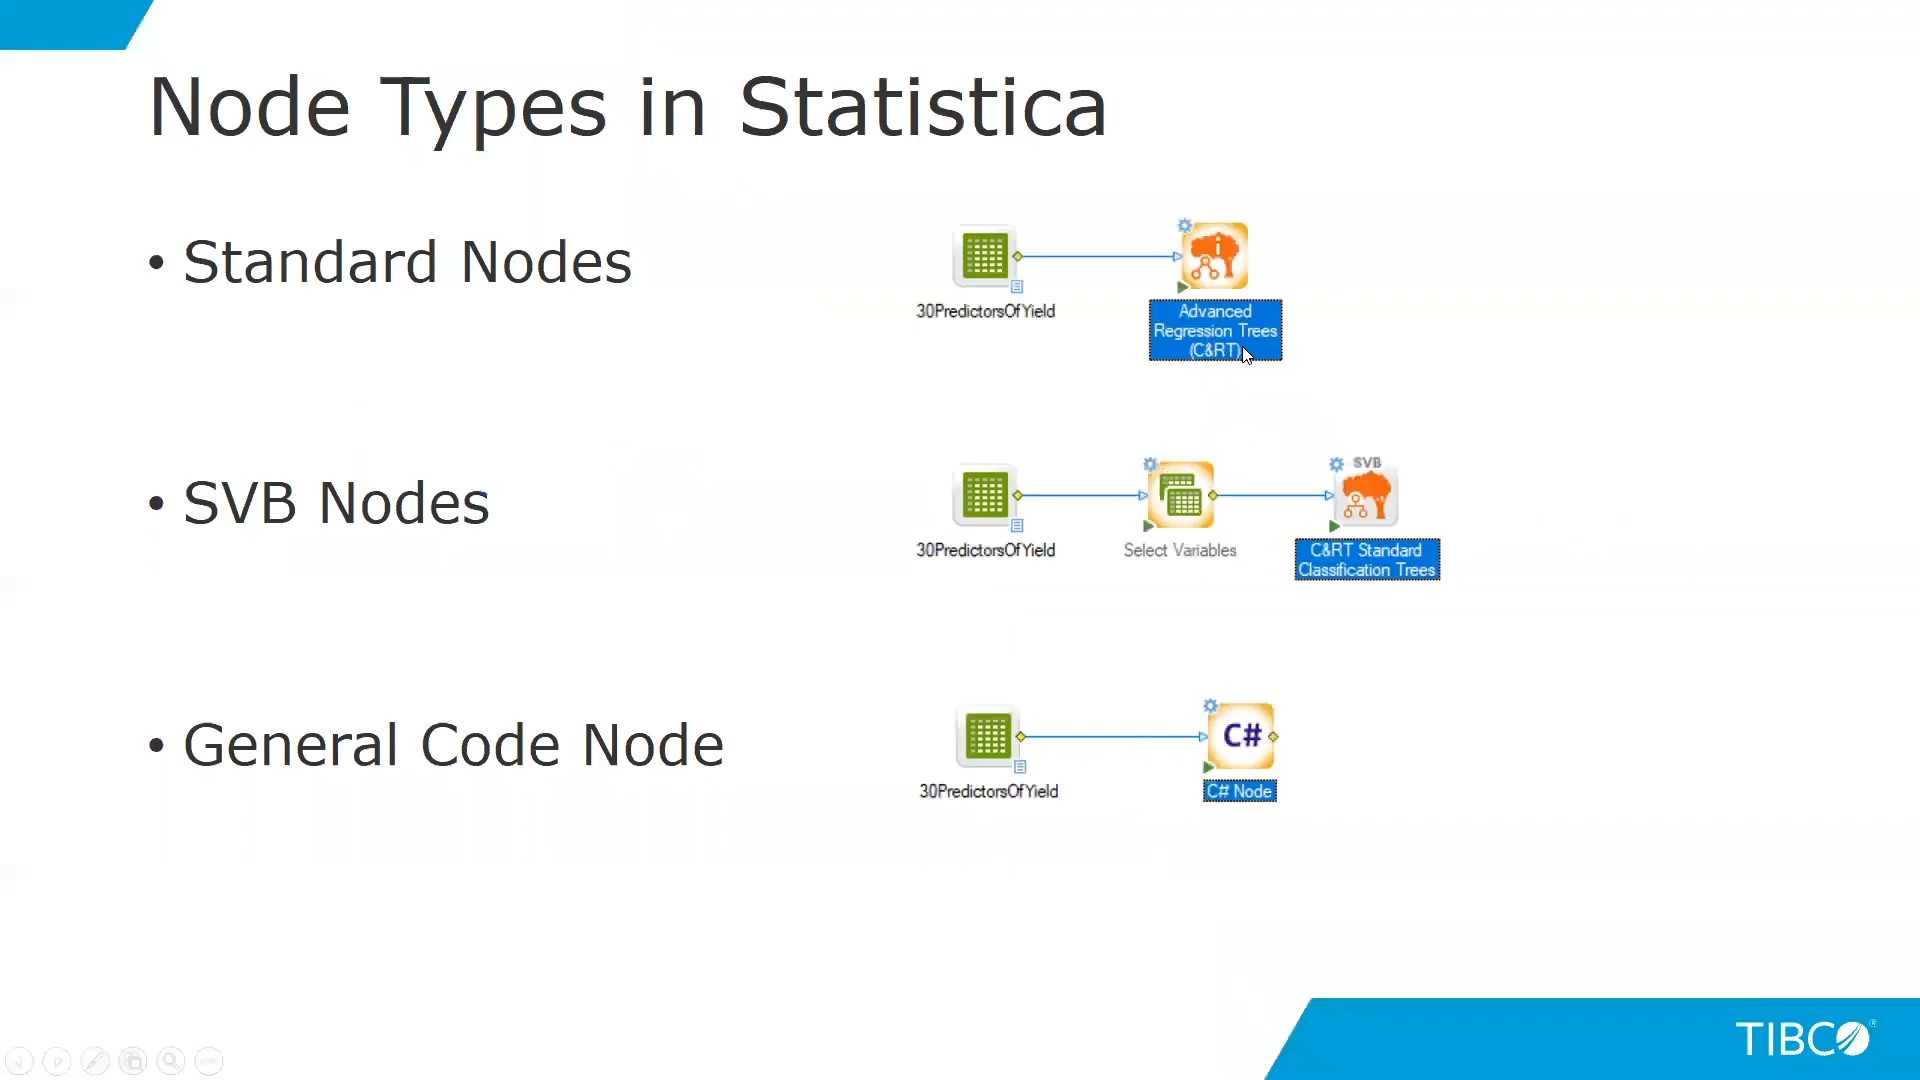 Node Types in Statistica
• Standard Nodes
30PredictorsOfYield
Advanced
Regression Trees
(C&RT)
• SVB Nodes
SVB
30PredictorsOfYield
Select Variables
C&RT Standard
Classification Trees
• General Code Node
C#
30PredictorsOfYield
C# Node
TIBCO®